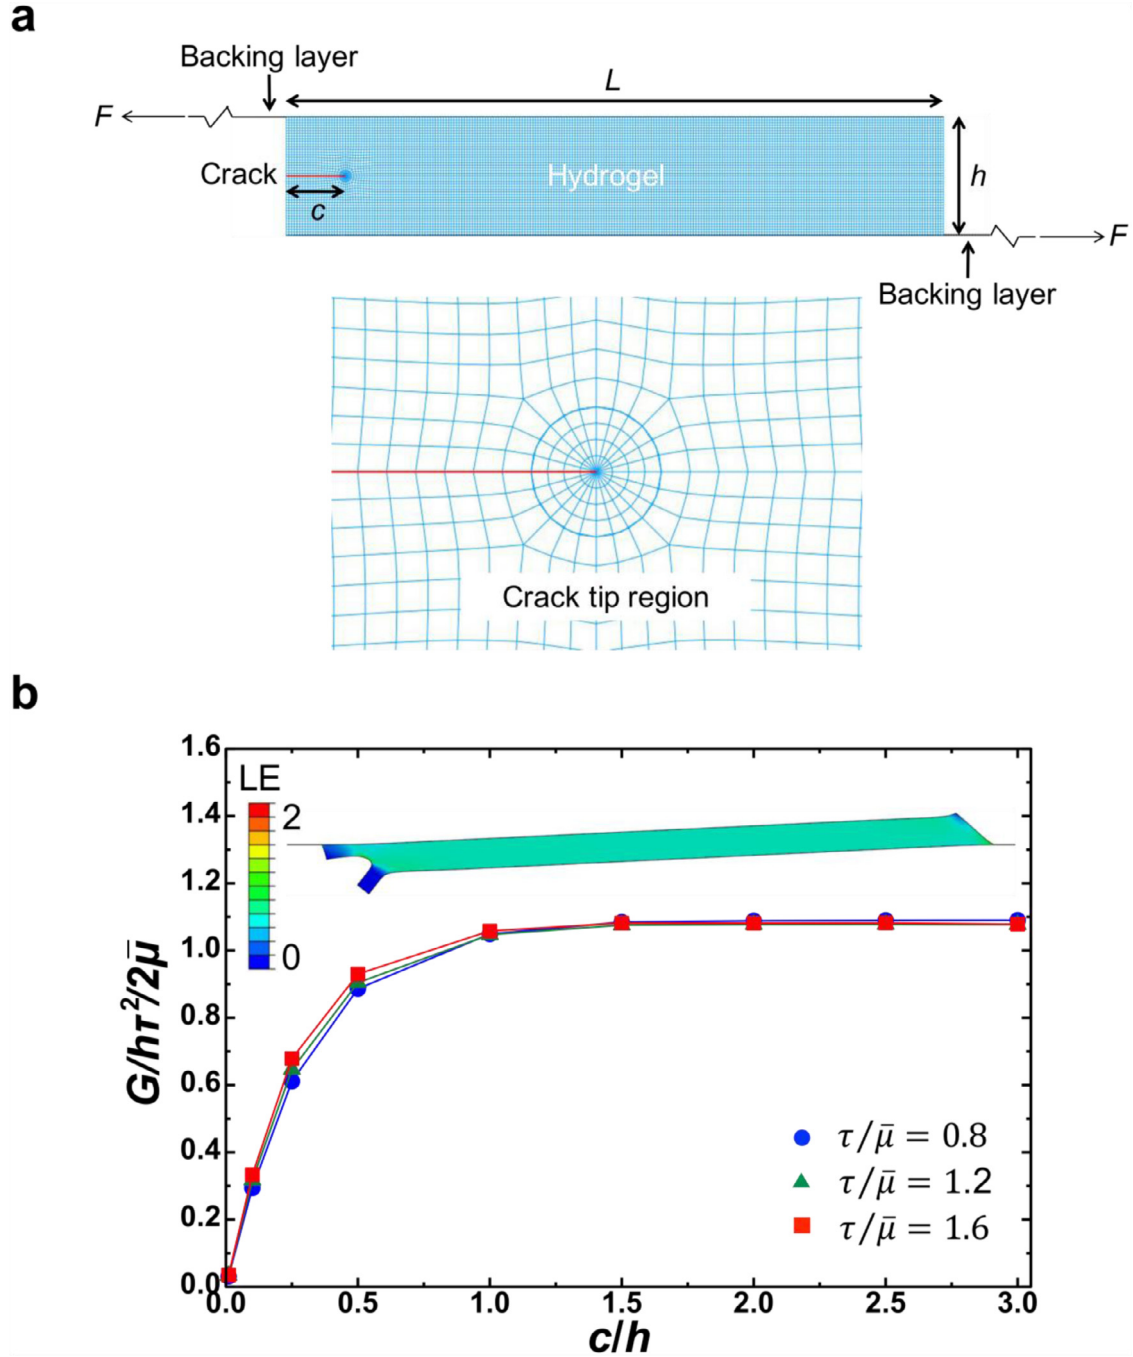 a
Backing layer
L
F
Crack
Hydrogel
h
c
F
Backing layer
Crack tip region
b
1.6
LE
1.4
2
1.2
1.0
0
0.8
0.6
0.4
0.2
0.0
G/hτ²/2μ̄
τ/μ̄ = 0.8
τ/μ̄ = 1.2
τ/μ̄ = 1.6
0.0 0.5 1.0 1.5 2.0 2.5 3.0
c/h